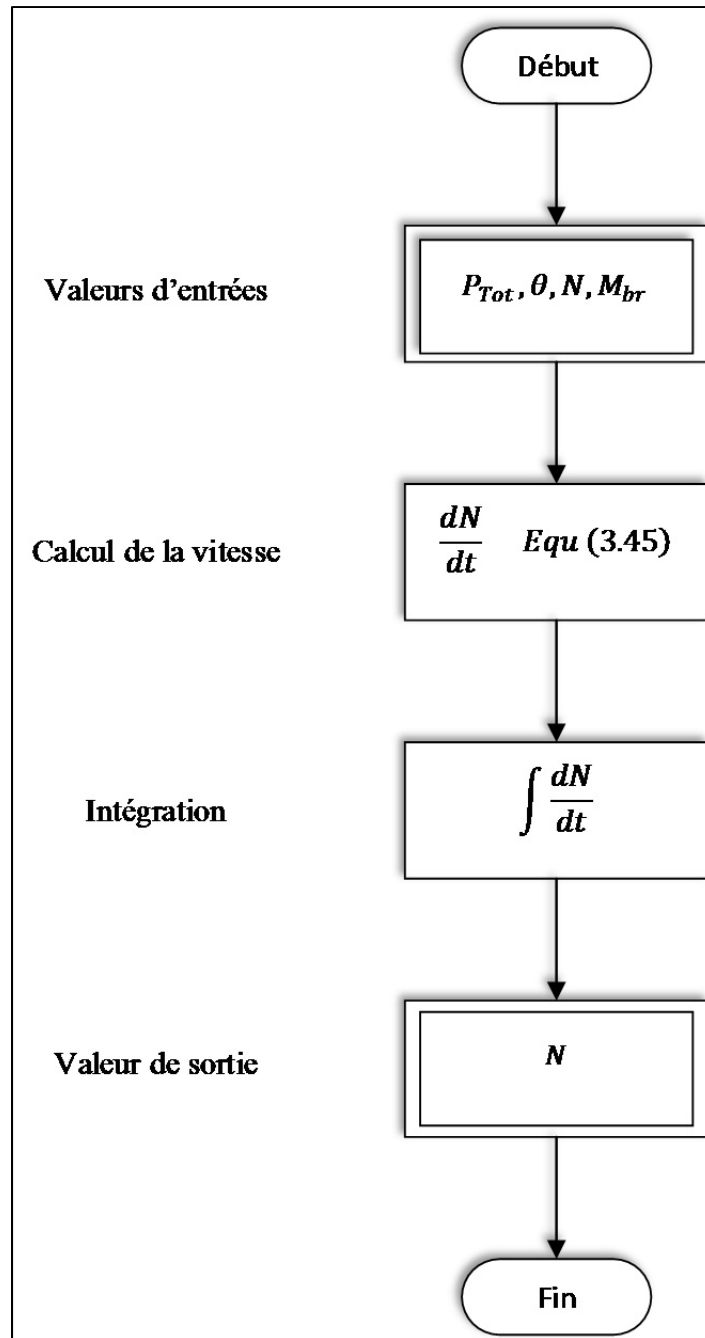 Début
Valeurs d'entrées
P_Tot, θ, N, M_br
Calcul de la vitesse
dN/dt Equ (3.45)
Intégration
∫ dN/dt
Valeur de sortie
N
Fin